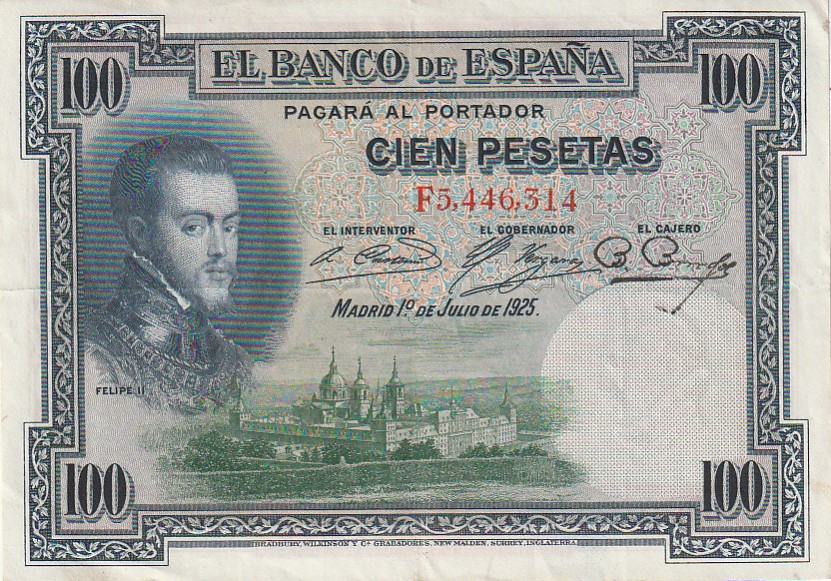 EL BANCO DE ESPAÑA
100 100
PAGARÁ AL PORTADOR
CIEN PESETAS
F5,446,314
EL INTERVENTOR EL GOBERNADOR EL CAJERO
MADRID 1º DE JULIO DE 1925.
FELIPE II
100 100
BRADBURY, WILKINSON Y Cª GRABADORES, NEW MALDEN, SURREY, INGLATERRA